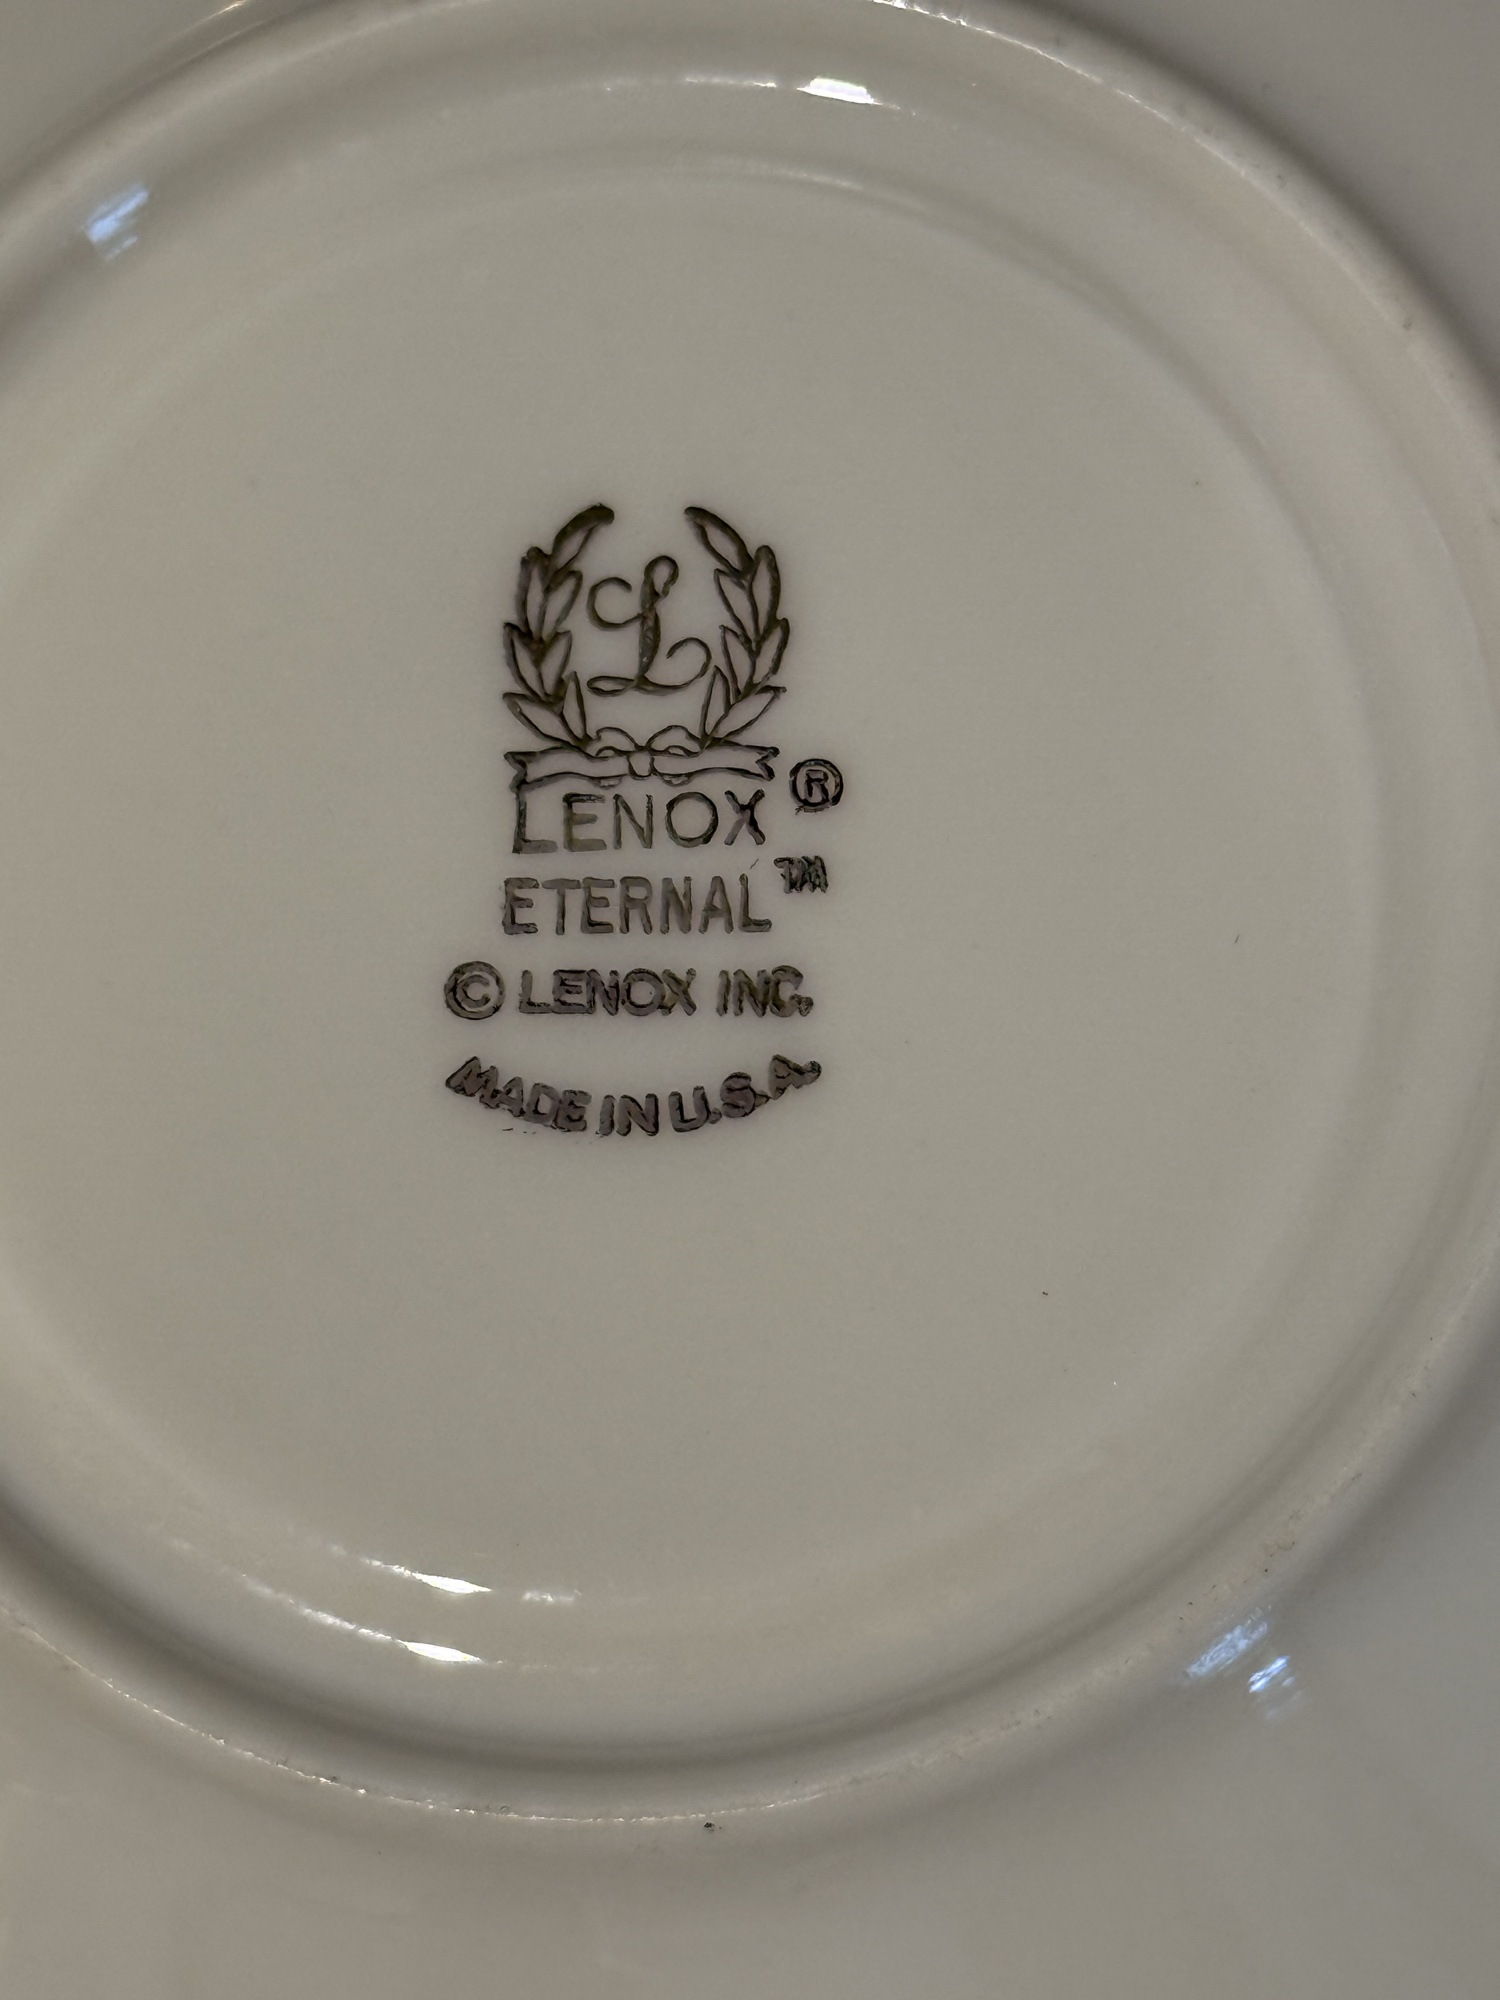 L
LENOX ®
ETERNAL™
© LENOX INC.
MADE IN U.S.A.